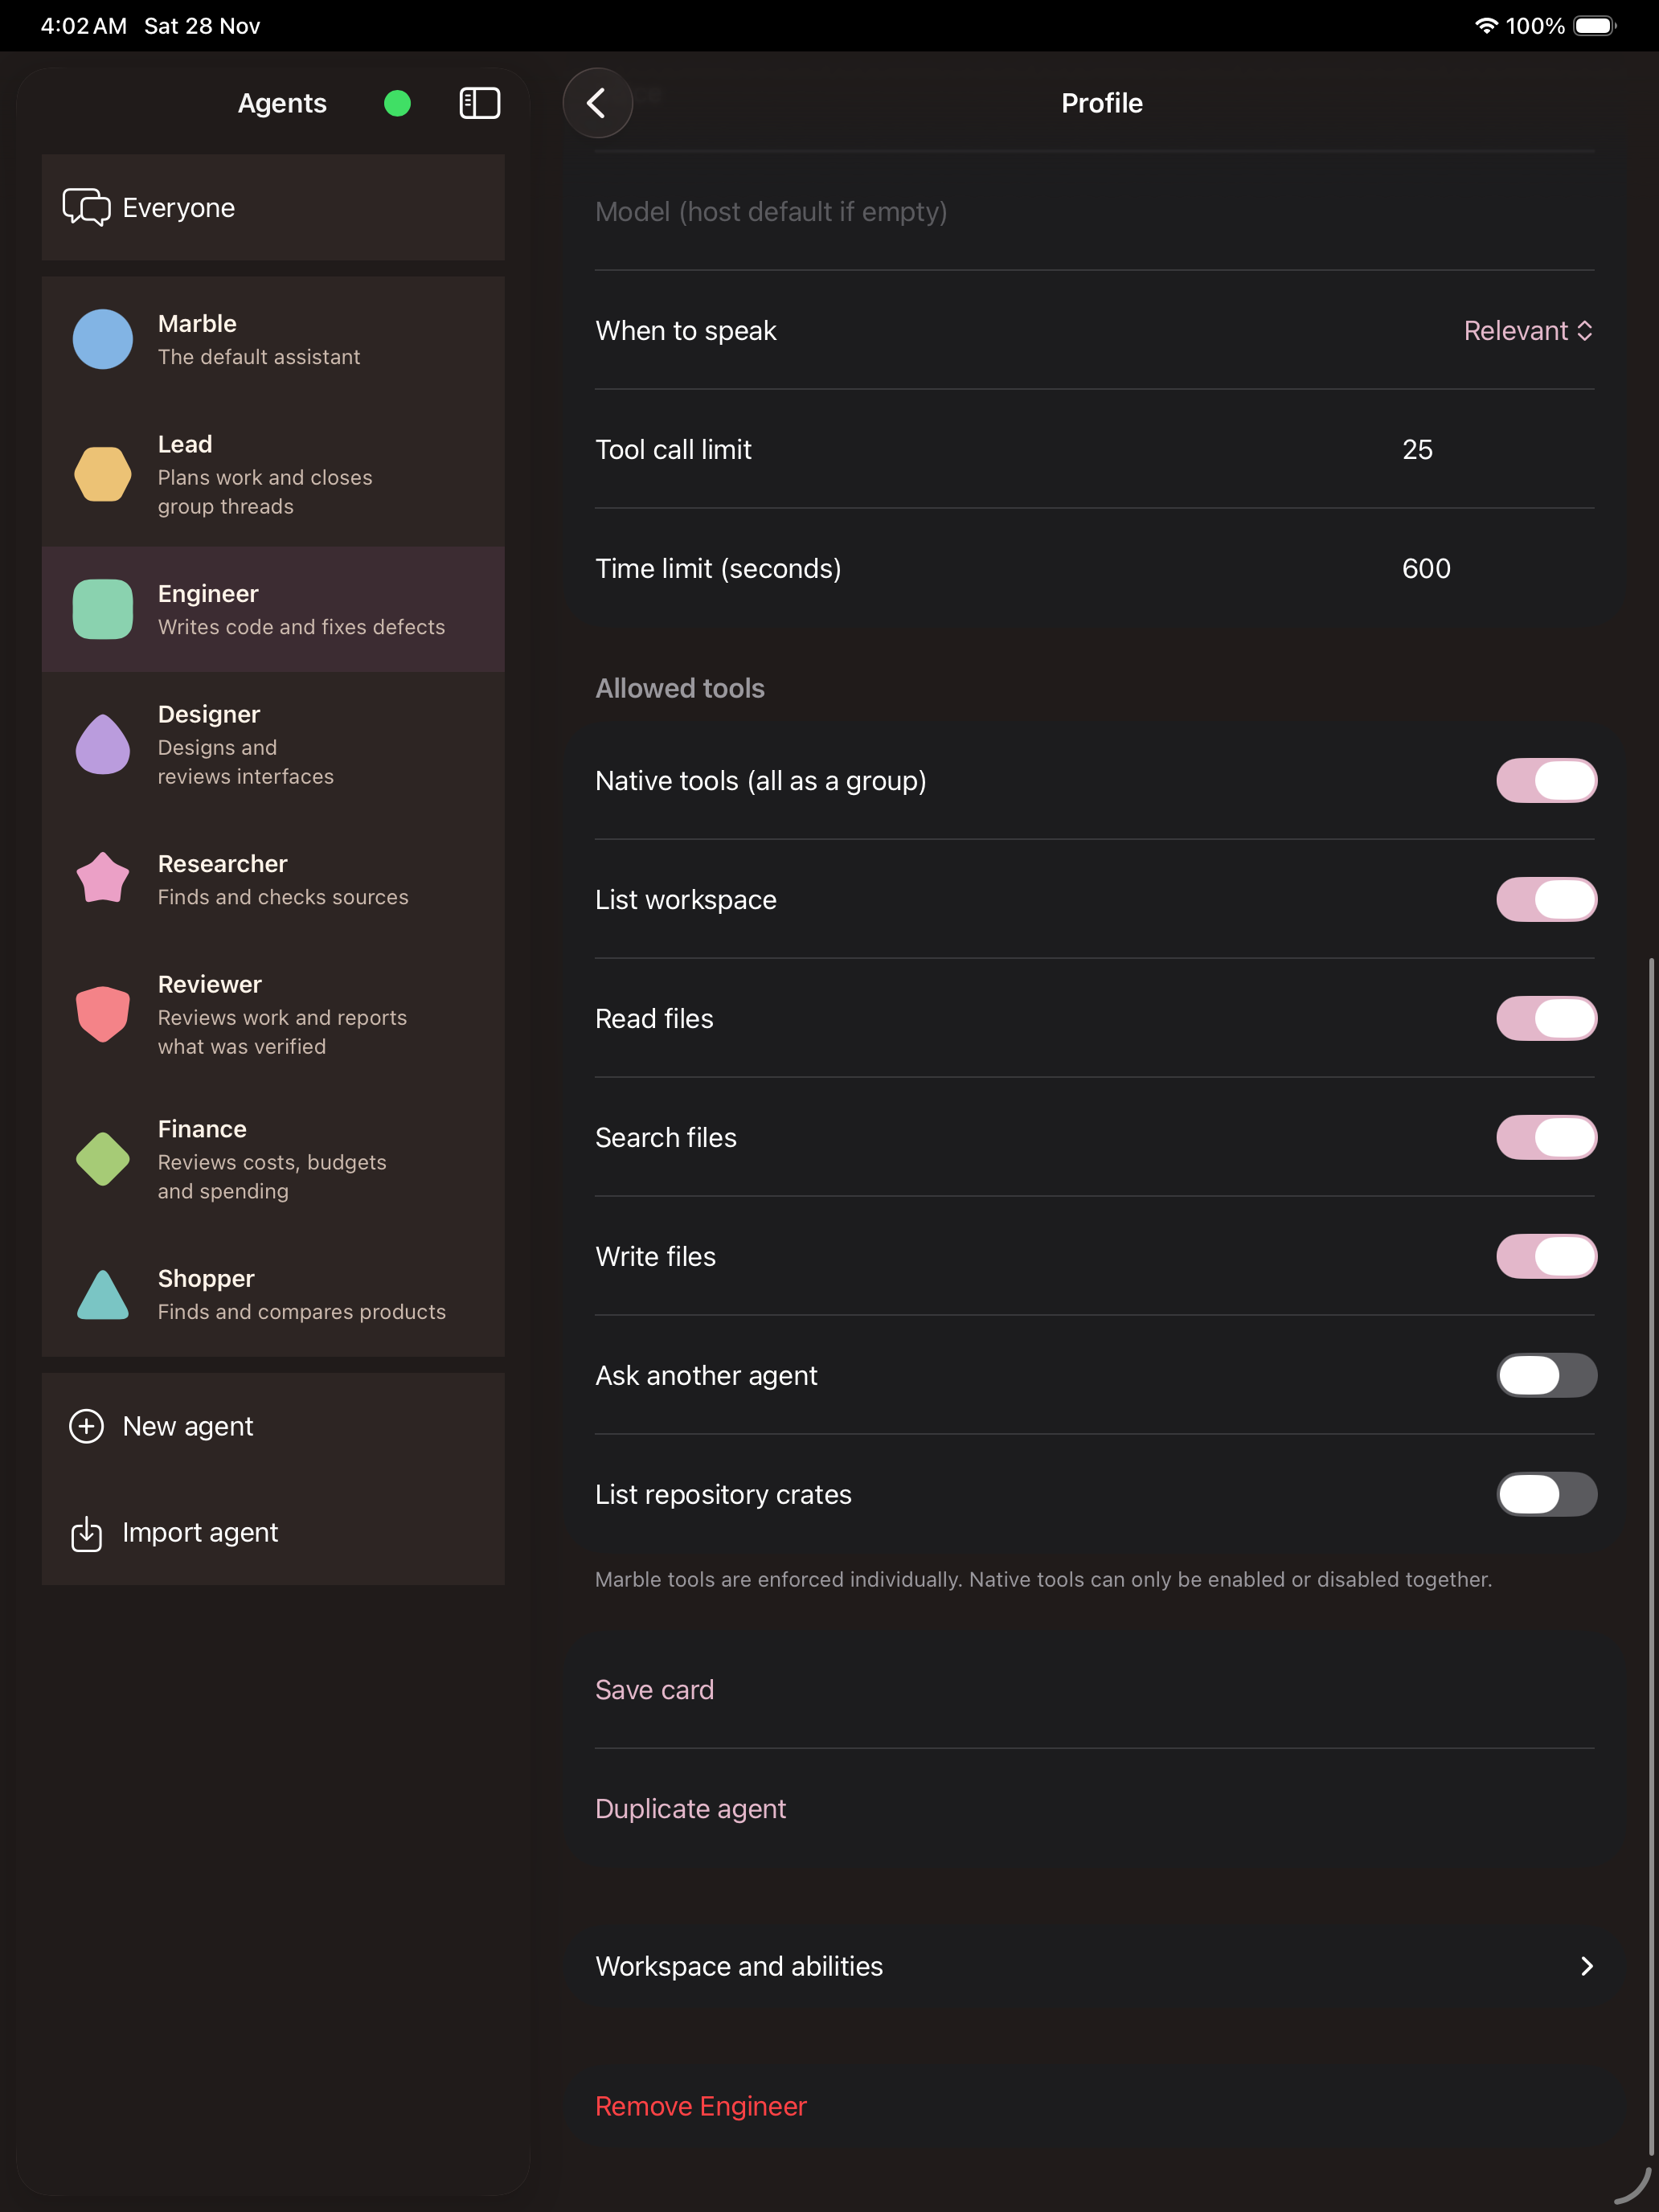 4:02 AM Sat 28 Nov
100%
Agents
Everyone
Marble
The default assistant
Lead
Plans work and closes
group threads
Engineer
Writes code and fixes defects
Designer
Designs and
reviews interfaces
Researcher
Finds and checks sources
Reviewer
Reviews work and reports
what was verified
Finance
Reviews costs, budgets
and spending
Shopper
Finds and compares products
New agent
Import agent
Profile
Model (host default if empty)
When to speak
Relevant
Tool call limit
25
Time limit (seconds)
600
Allowed tools
Native tools (all as a group)
List workspace
Read files
Search files
Write files
Ask another agent
List repository crates
Marble tools are enforced individually. Native tools can only be enabled or disabled together.
Save card
Duplicate agent
Workspace and abilities
Remove Engineer